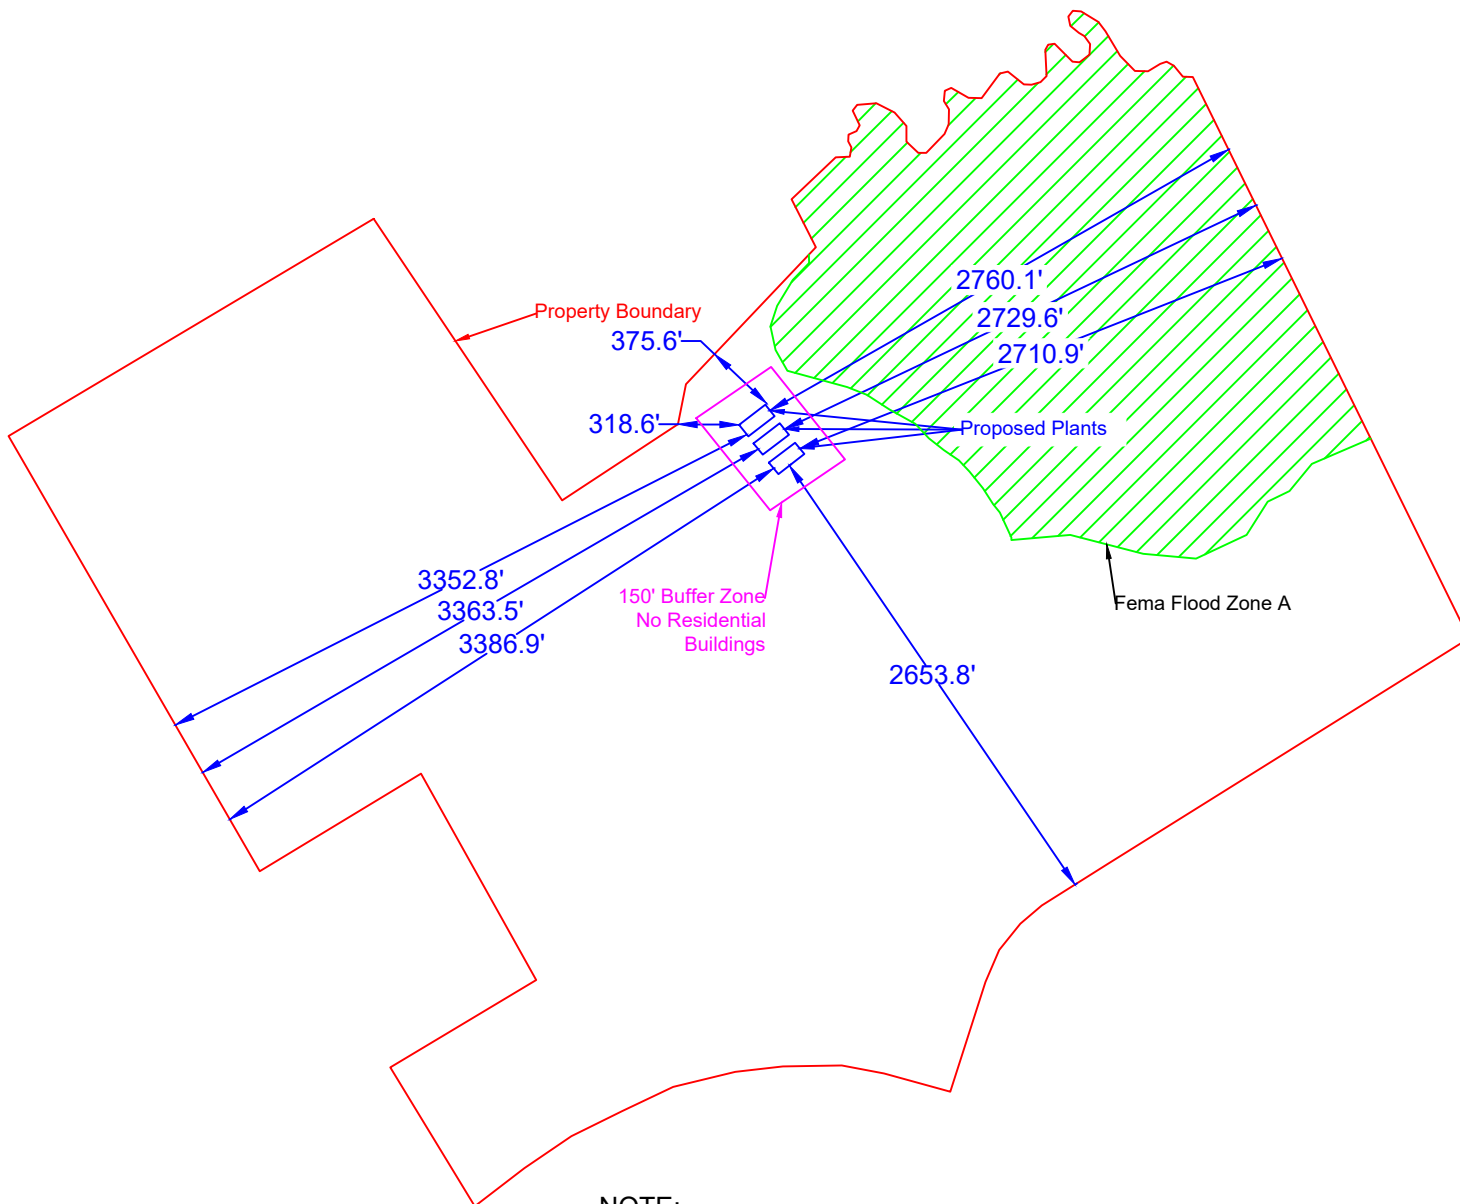 2760.1'
Property Boundary
2729.6'
375.6'
2710.9'
318.6'
Proposed Plants
3352.8'
150' Buffer Zone
No Residential
Buildings
Fema Flood Zone A
3363.5'
3386.9'
2653.8'
NOTE: